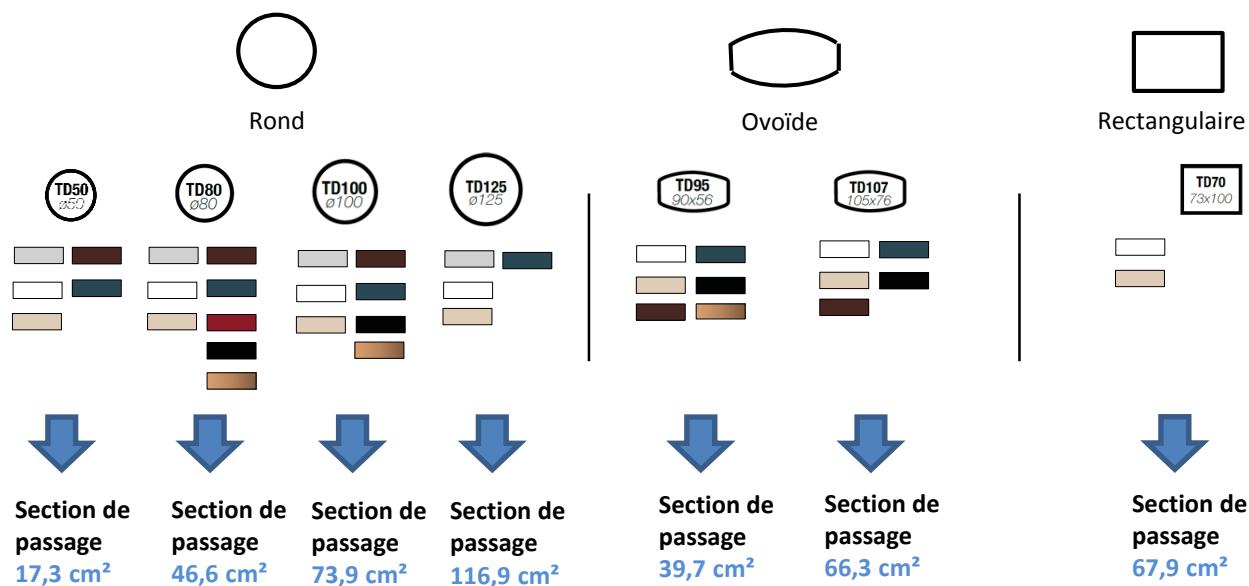 Rond
Ovoïde
Rectangulaire
TD50
ø50
TD80
ø80
TD100
ø100
TD125
ø125
TD95
90x56
TD107
105x76
TD70
73x100
Section de
passage
17,3 cm²
Section de
passage
46,6 cm²
Section de
passage
73,9 cm²
Section de
passage
116,9 cm²
Section de
passage
39,7 cm²
Section de
passage
66,3 cm²
Section de
passage
67,9 cm²